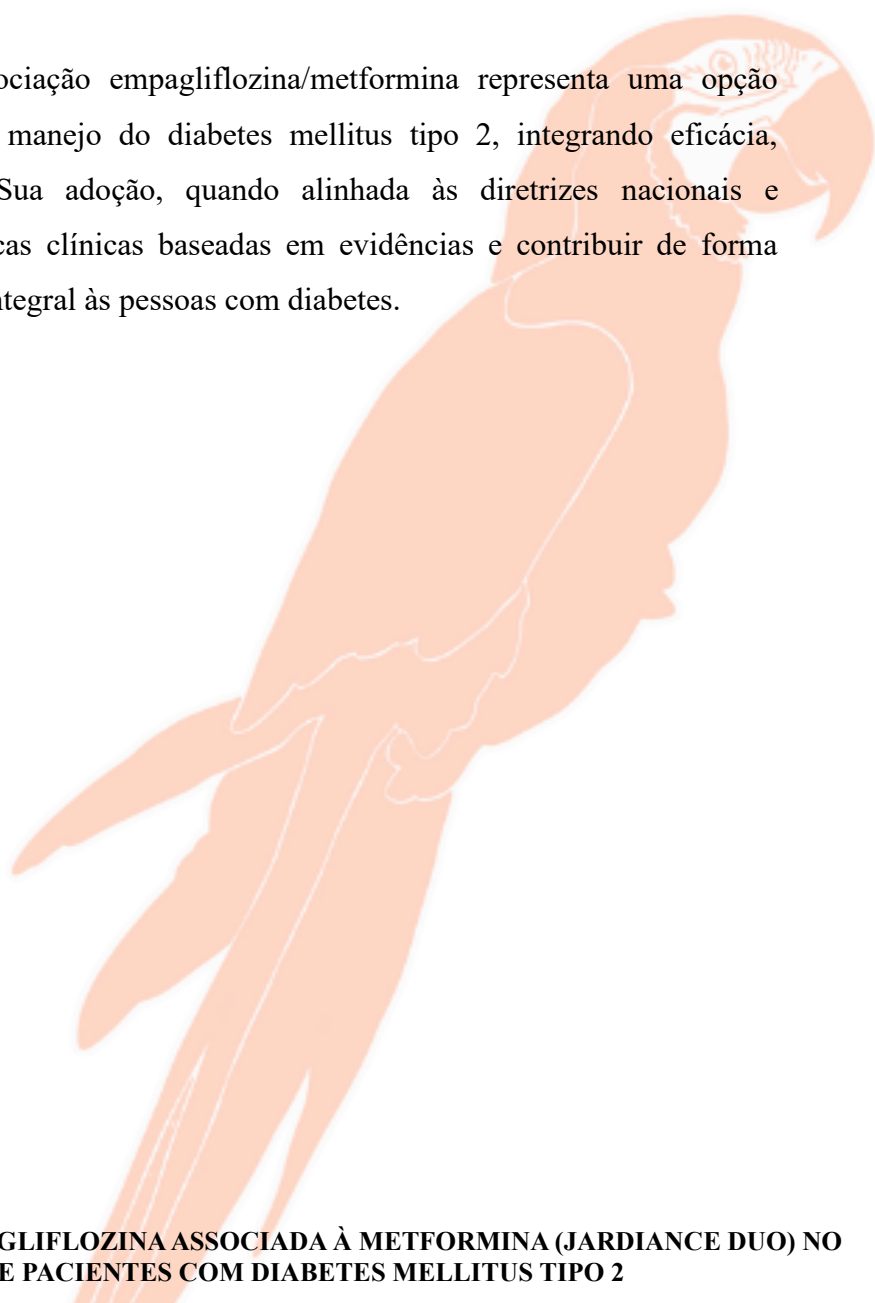 ociação empagliflozina/metformina representa uma opção
manejo do diabetes mellitus tipo 2, integrando eficácia,
Sua adoção, quando alinhada às diretrizes nacionais e
cas clínicas baseadas em evidências e contribuir de forma
ntegral às pessoas com diabetes.
GLIFLOZINA ASSOCIADA À METFORMINA (JARDIANCE DUO) NO
E PACIENTES COM DIABETES MELLITUS TIPO 2